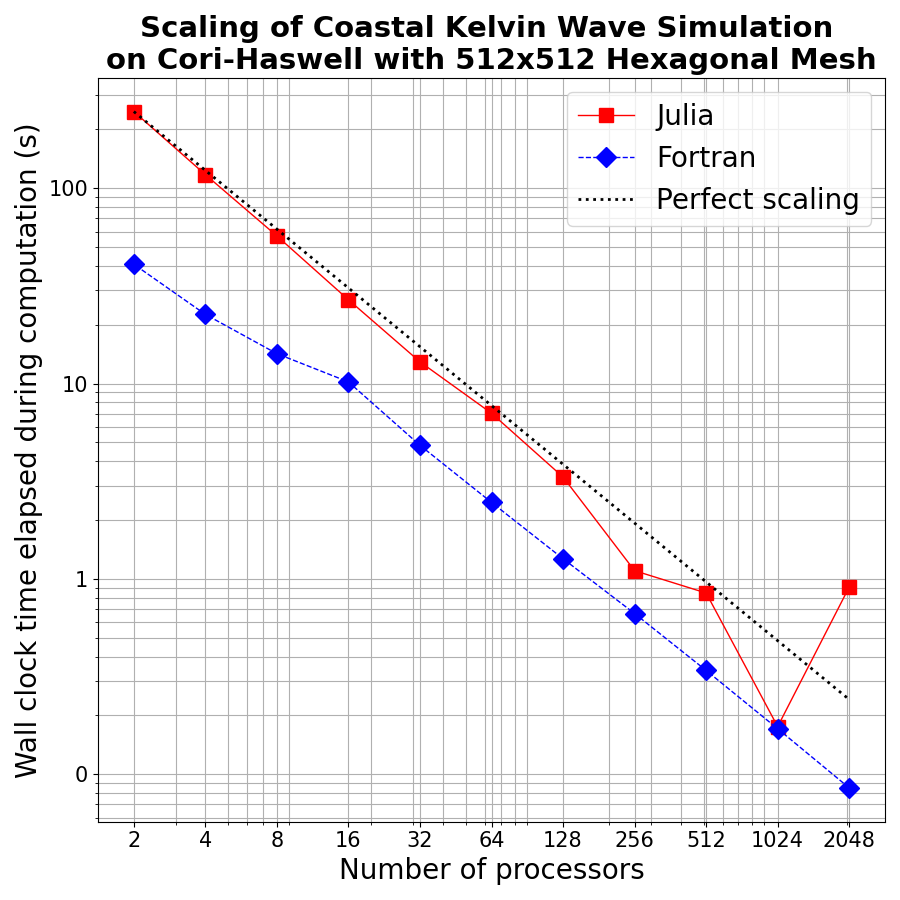 Scaling of Coastal Kelvin Wave Simulation
on Cori-Haswell with 512x512 Hexagonal Mesh
Julia
Fortran
Perfect scaling
Wall clock time elapsed during computation (s)
100
10
1
0
2 4 8 16 32 64 128 256 512 1024 2048
Number of processors